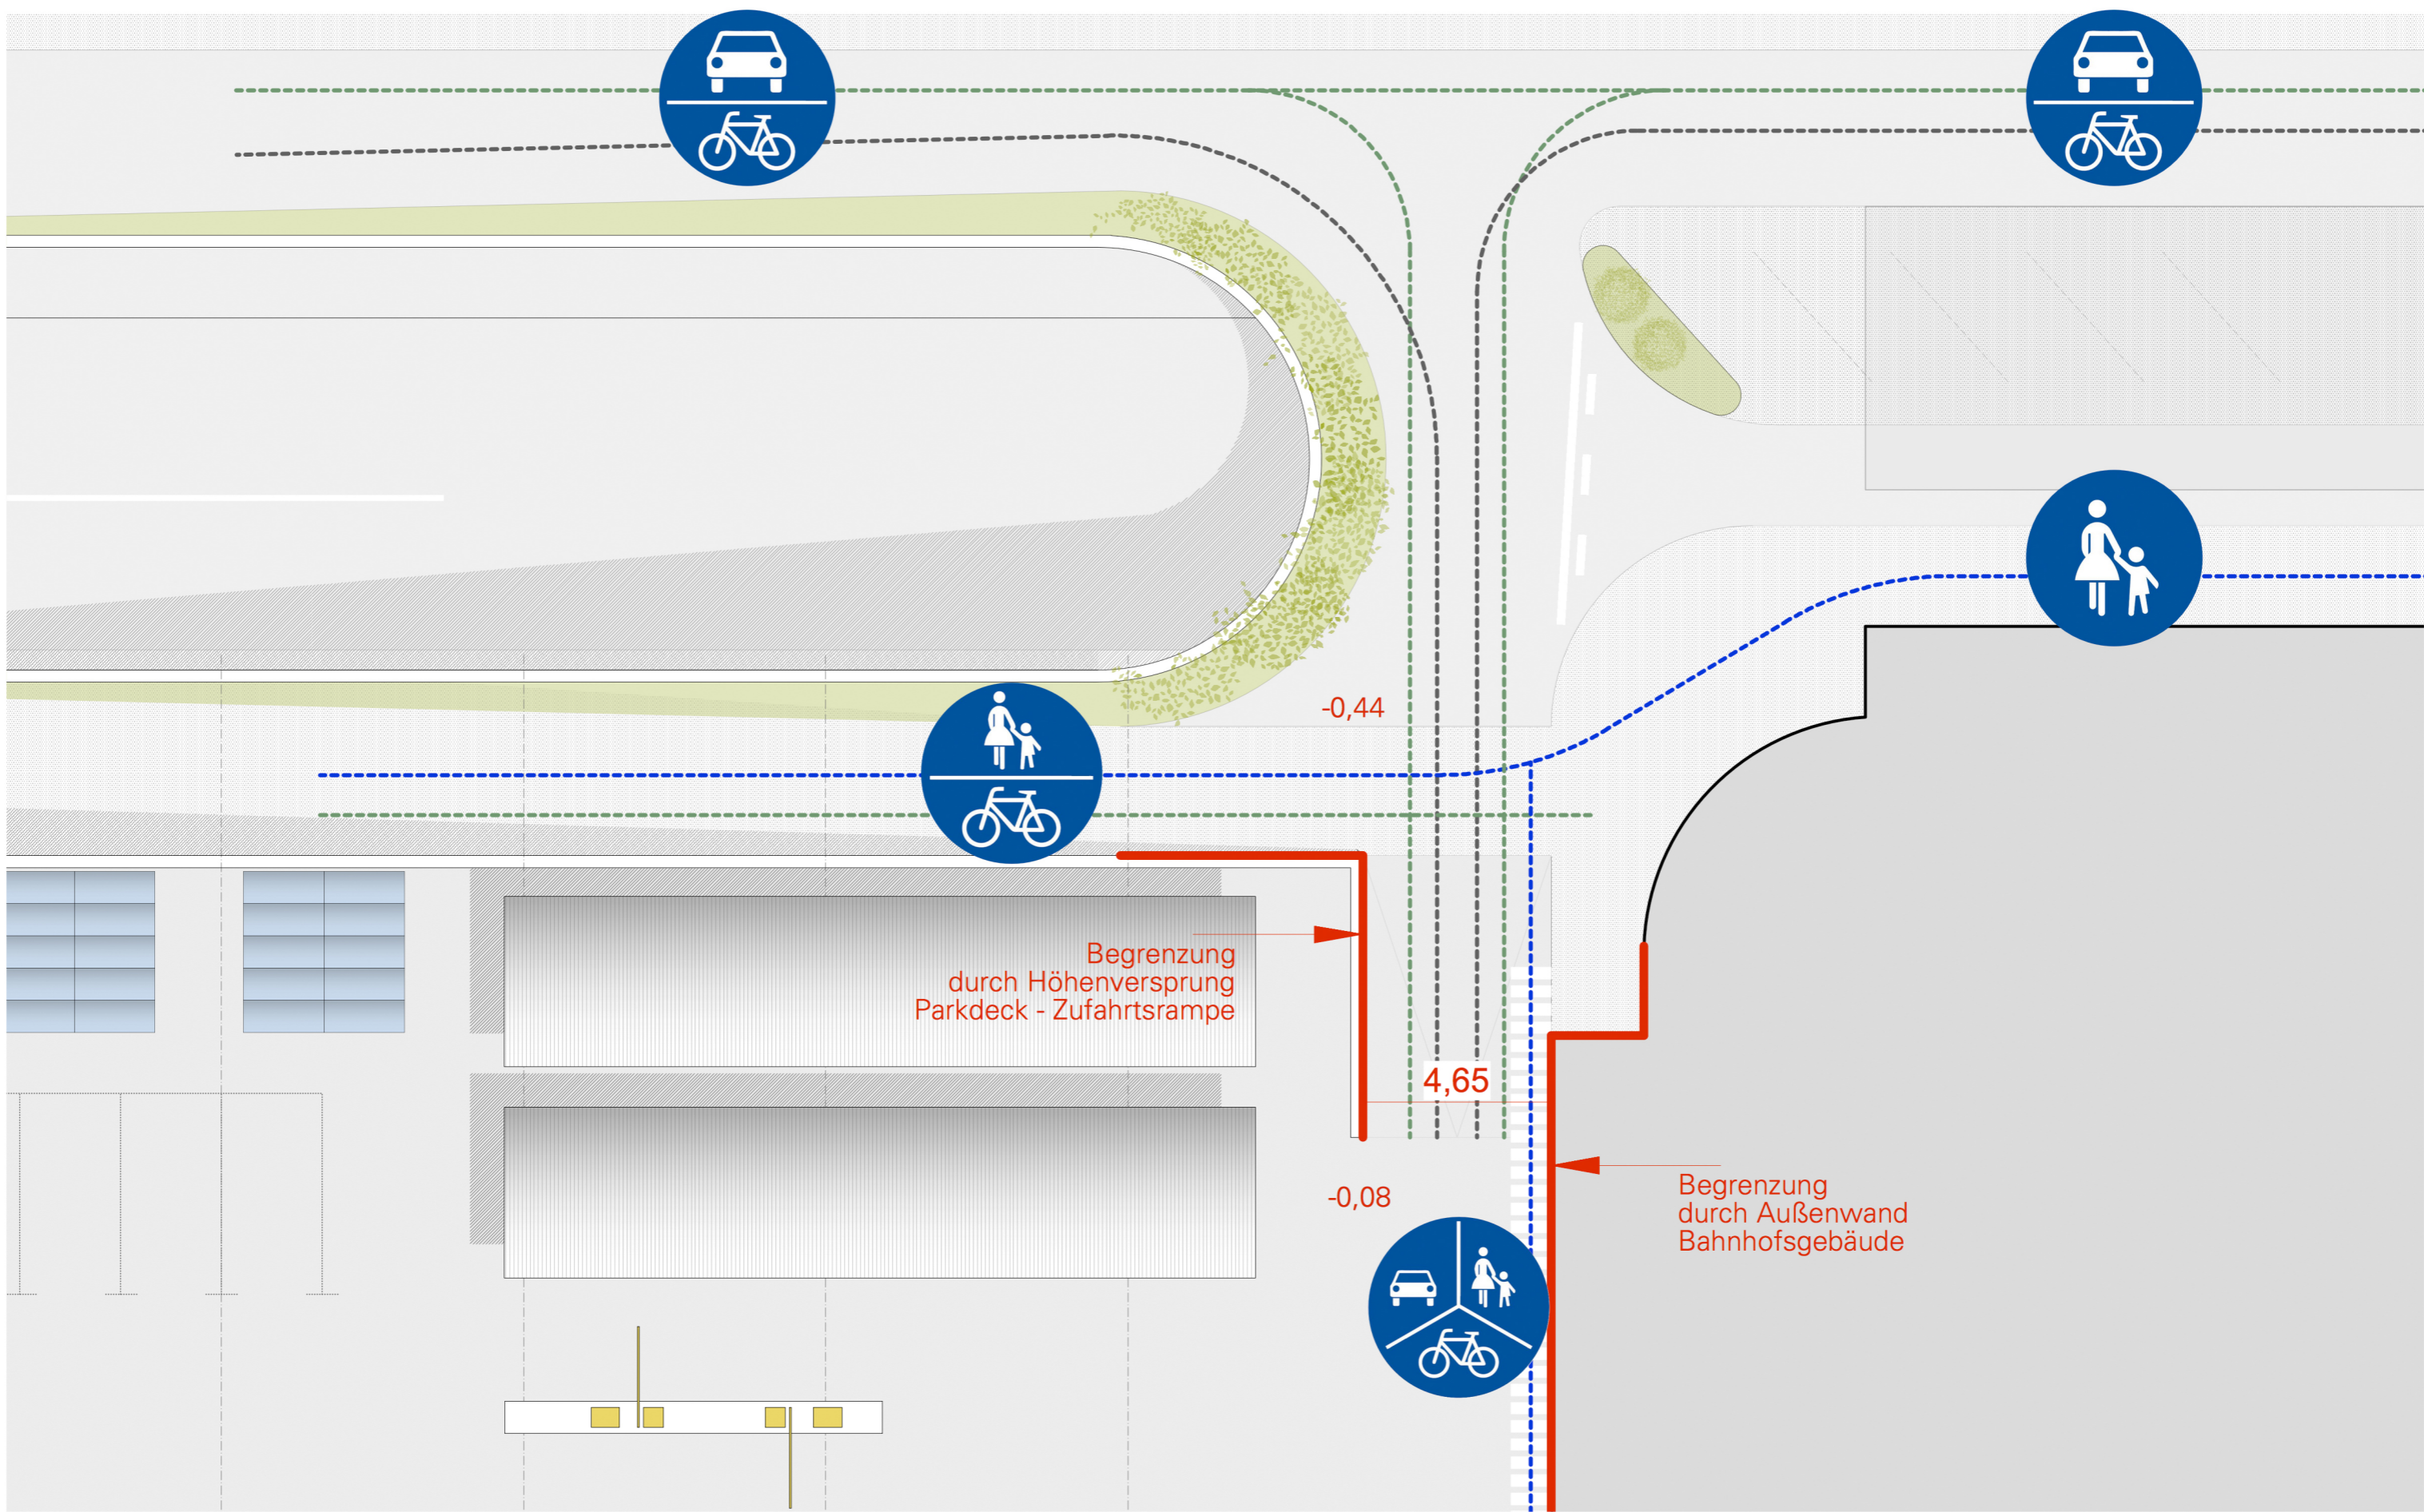 -0,44
Begrenzung
durch Höhenversprung
Parkdeck - Zufahrtsrampe
4,65
-0,08
Begrenzung
durch Außenwand
Bahnhofsgebäude